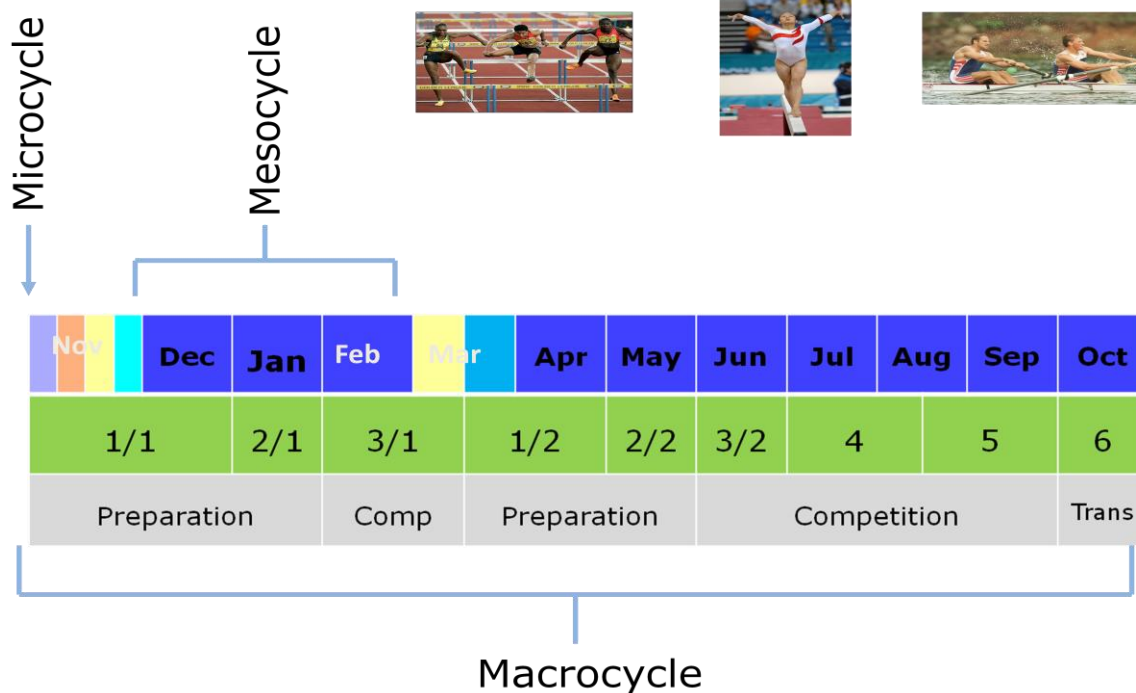 Microcycle
Mesocycle
Nov Dec Jan Feb Mar Apr May Jun Jul Aug Sep Oct
1/1 2/1 3/1 1/2 2/2 3/2 4 5 6
Preparation Comp Preparation Competition Trans
Macrocycle